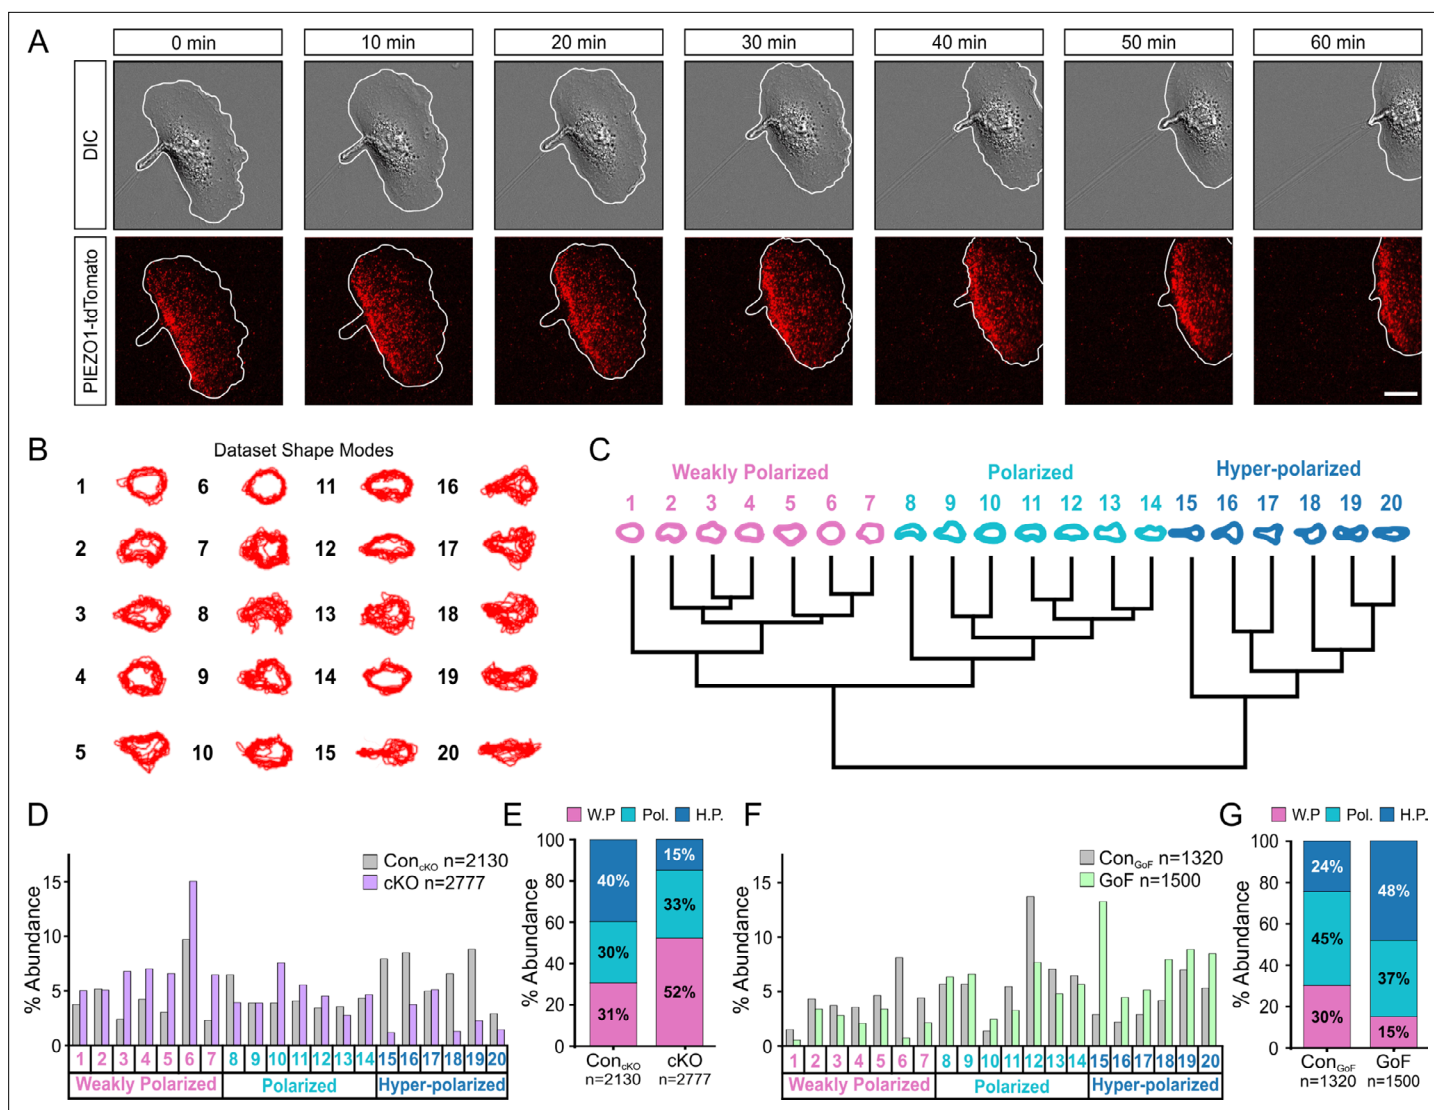 A
0 min 10 min 20 min 30 min 40 min 50 min 60 min
DIC
PIEZO1-tdTomato
B
Dataset Shape Modes
1 6 11 16
2 7 12 17
3 8 13 18
4 9 14 19
5 10 15 20
C
Weakly Polarized Polarized Hyper-polarized
1 2 3 4 5 6 7 8 9 10 11 12 13 14 15 16 17 18 19 20
D
Con cKO n=2130
cKO n=2777
% Abundance
15
10
5
0
1 2 3 4 5 6 7 8 9 10 11 12 13 14 15 16 17 18 19 20
Weakly Polarized Polarized Hyper-polarized
E
W.P Pol. H.P.
% Abundance
100
80
60
40
20
0
40% 15%
30% 33%
31% 52%
Con cKO cKO
n=2130 n=2777
F
Con GoF n=1320
GoF n=1500
% Abundance
15
10
5
0
1 2 3 4 5 6 7 8 9 10 11 12 13 14 15 16 17 18 19 20
Weakly Polarized Polarized Hyper-polarized
G
W.P Pol. H.P.
% Abundance
100
80
60
40
20
0
24% 48%
45% 37%
30% 15%
Con GoF GoF
n=1320 n=1500